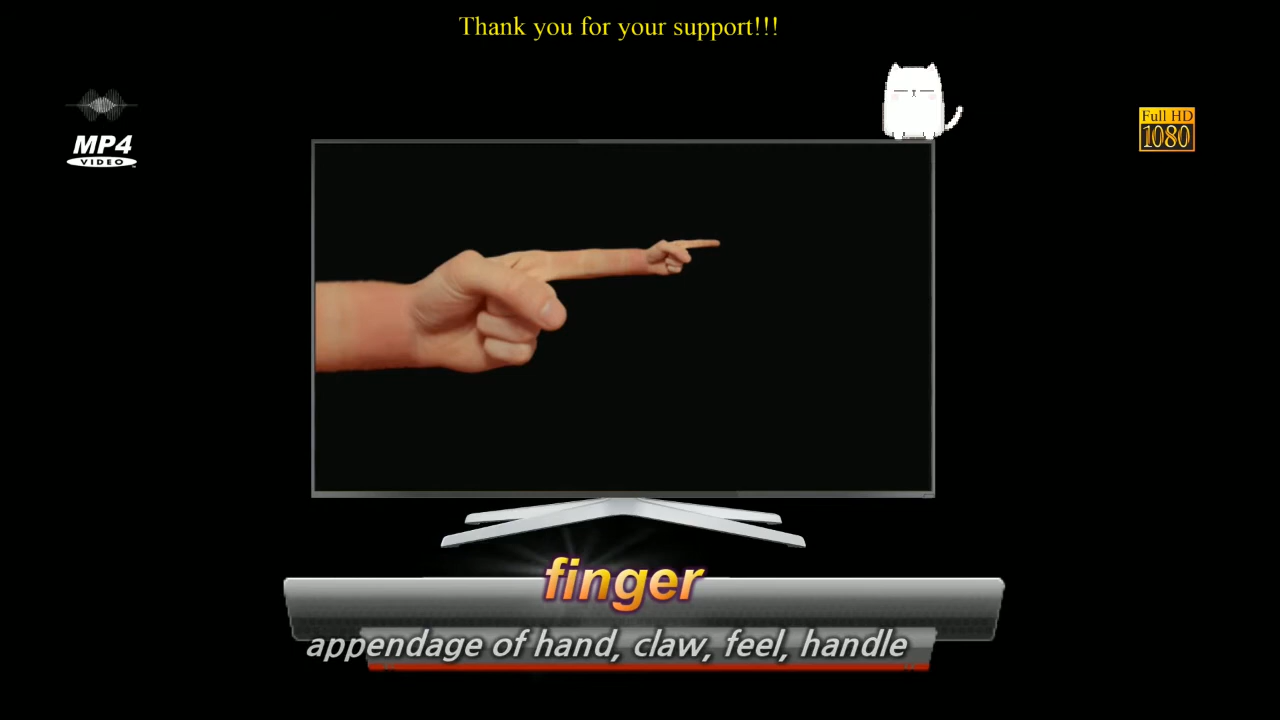 Thank you for your support!!!
MP4
VIDEO
Full HD
1080
finger
appendage of hand, claw, feel, handle